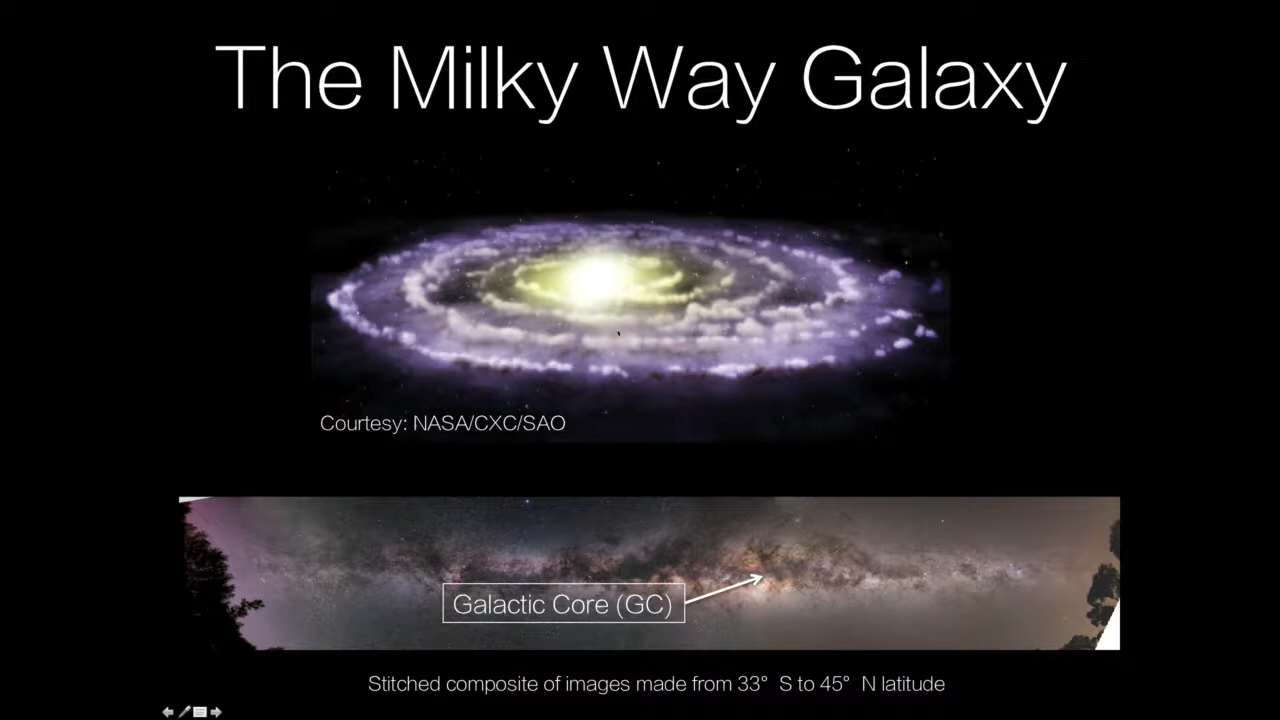 The Milky Way Galaxy
Courtesy: NASA/CXC/SAO
Galactic Core (GC)
Stitched composite of images made from 33° S to 45° N latitude